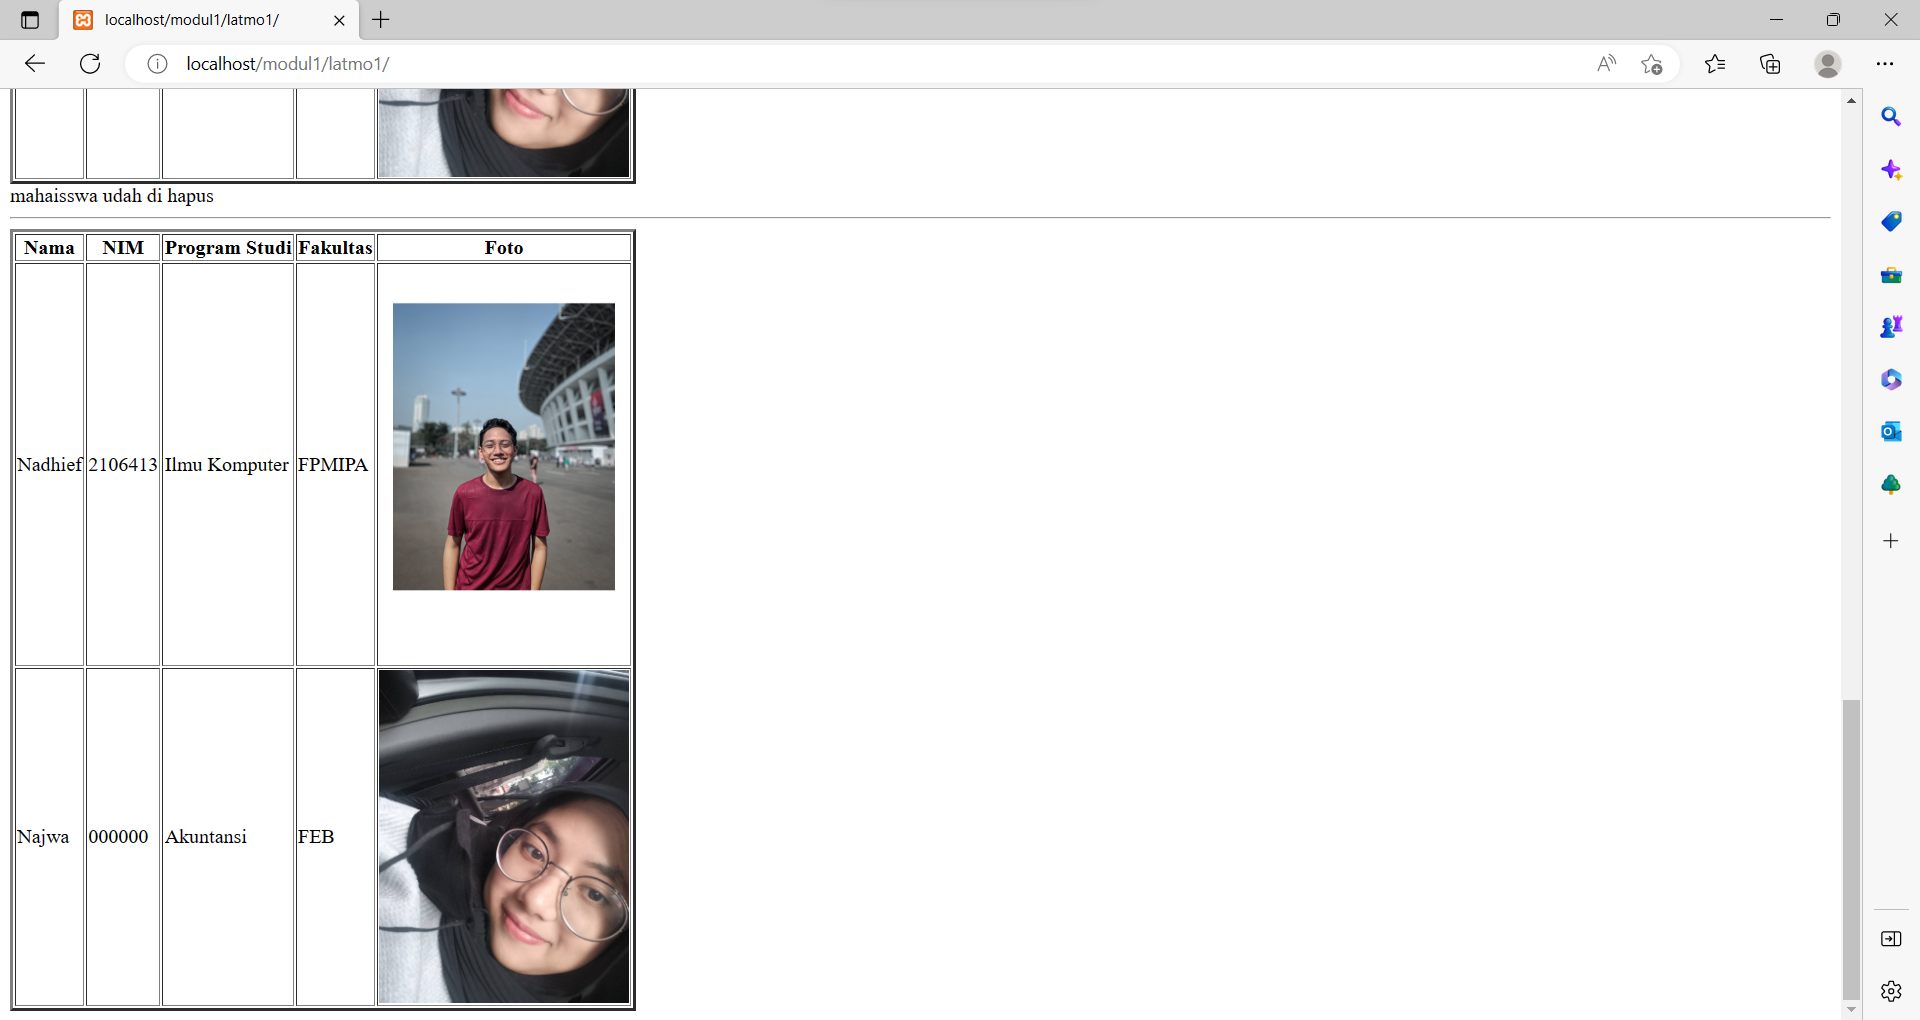 localhost/modul1/latmo1/
localhost/modul1/latmo1/
mahaisswa udah di hapus
Nama NIM Program Studi Fakultas Foto
Nadhief 2106413 Ilmu Komputer FPMIPA
Najwa 000000 Akuntansi FEB